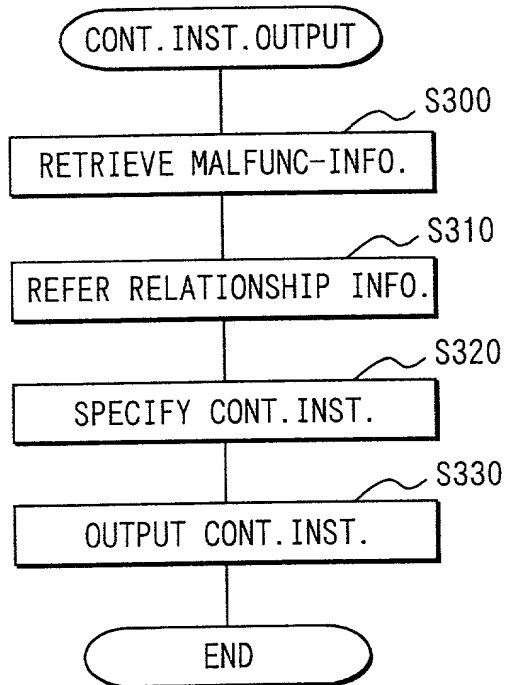 CONT.INST.OUTPUT
S300
RETRIEVE MALFUNC-INFO.
S310
REFER RELATIONSHIP INFO.
S320
SPECIFY CONT.INST.
S330
OUTPUT CONT.INST.
END